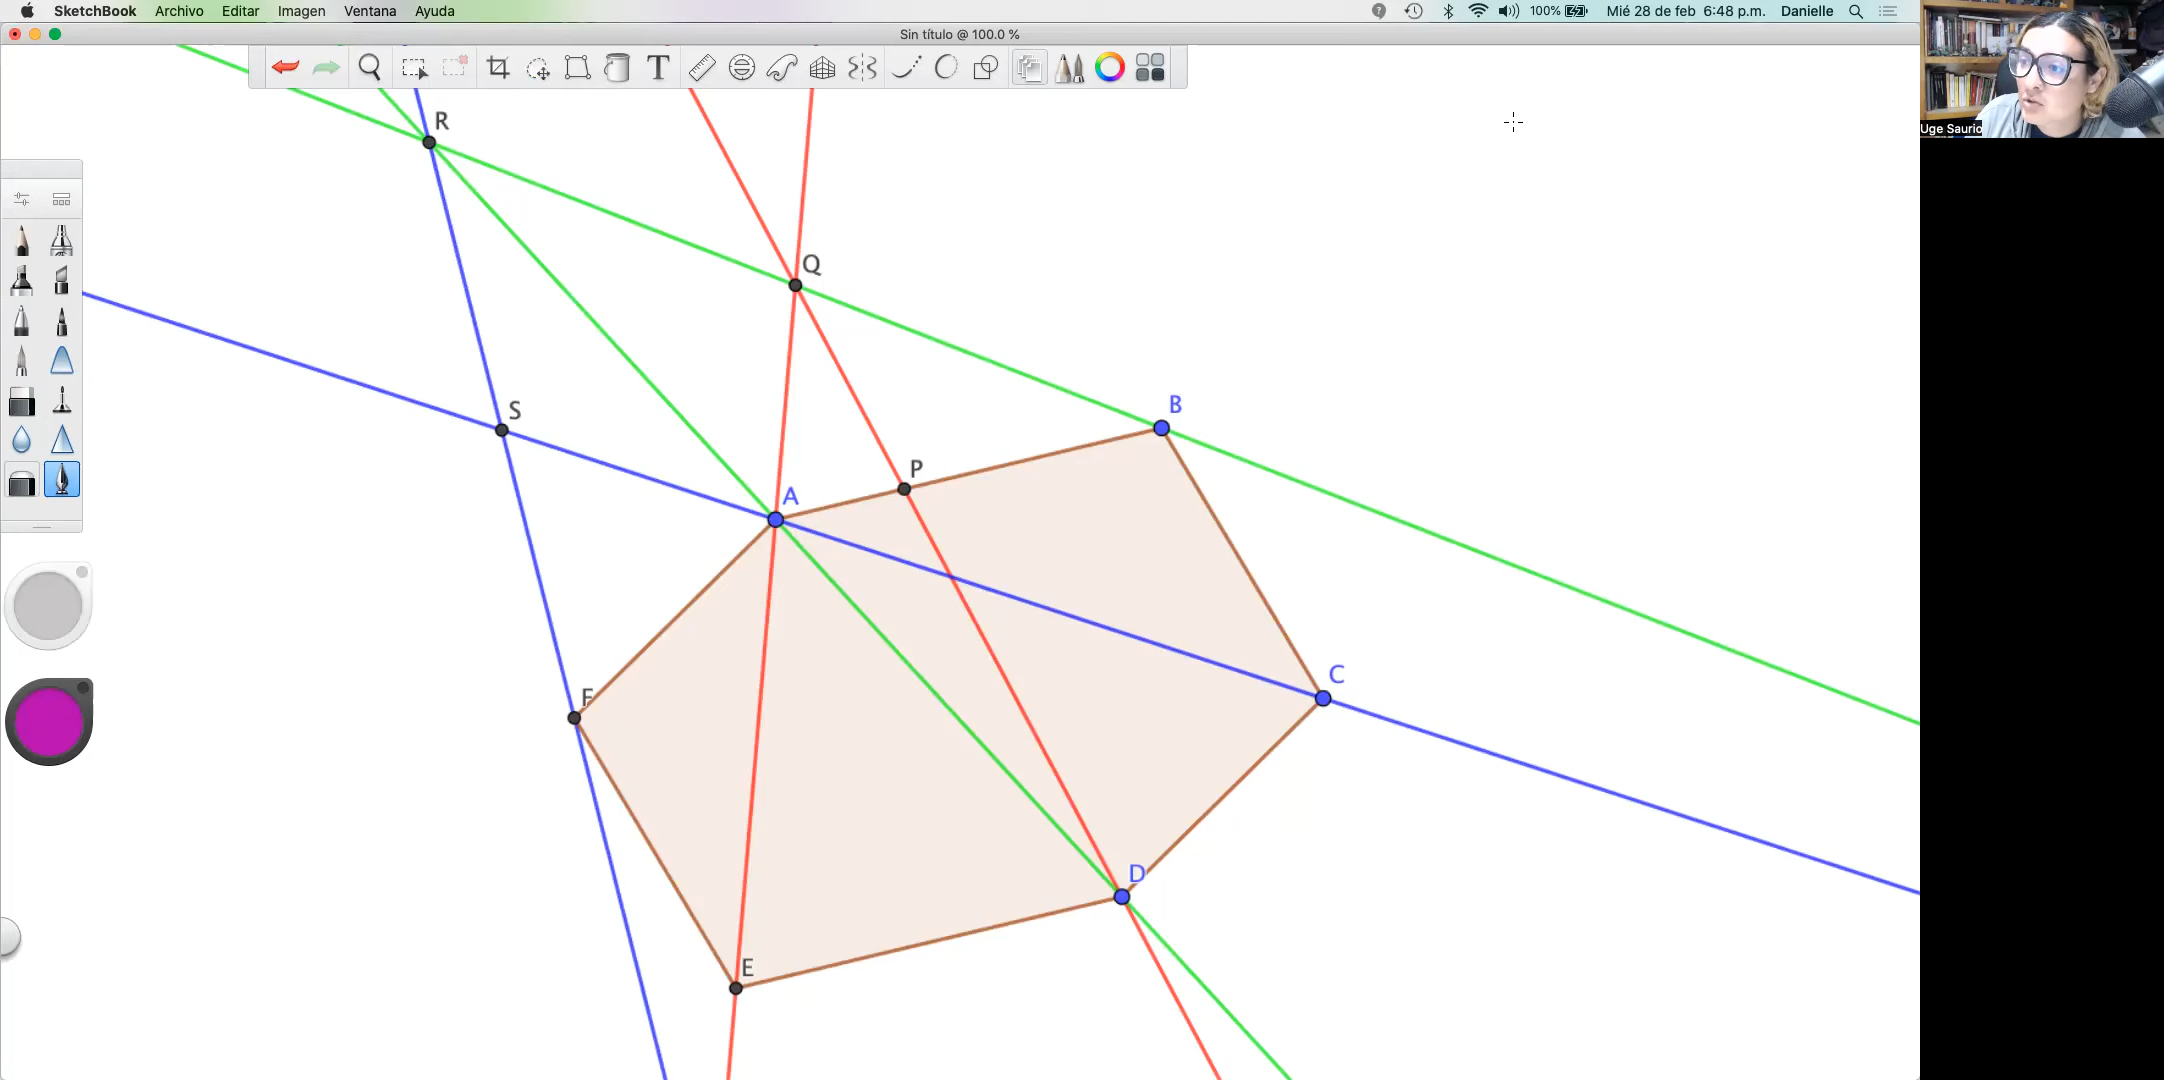 SketchBook Archivo Editar Imagen Ventana Ayuda 100% Mié 28 de feb 6:48 p.m. Danielle
Sin título @ 100.0 %
T
Uge Saurio
R
Q
B
S
P
A
C
F
D
E